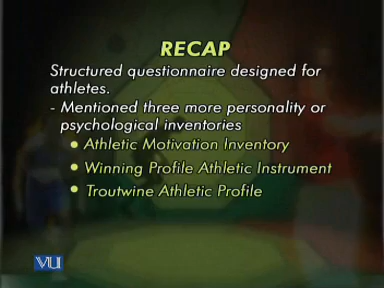 RECAP
Structured questionnaire designed for
athletes.
- Mentioned three more personality or
psychological inventories
• Athletic Motivation Inventory
• Winning Profile Athletic Instrument
• Troutwine Athletic Profile
VU